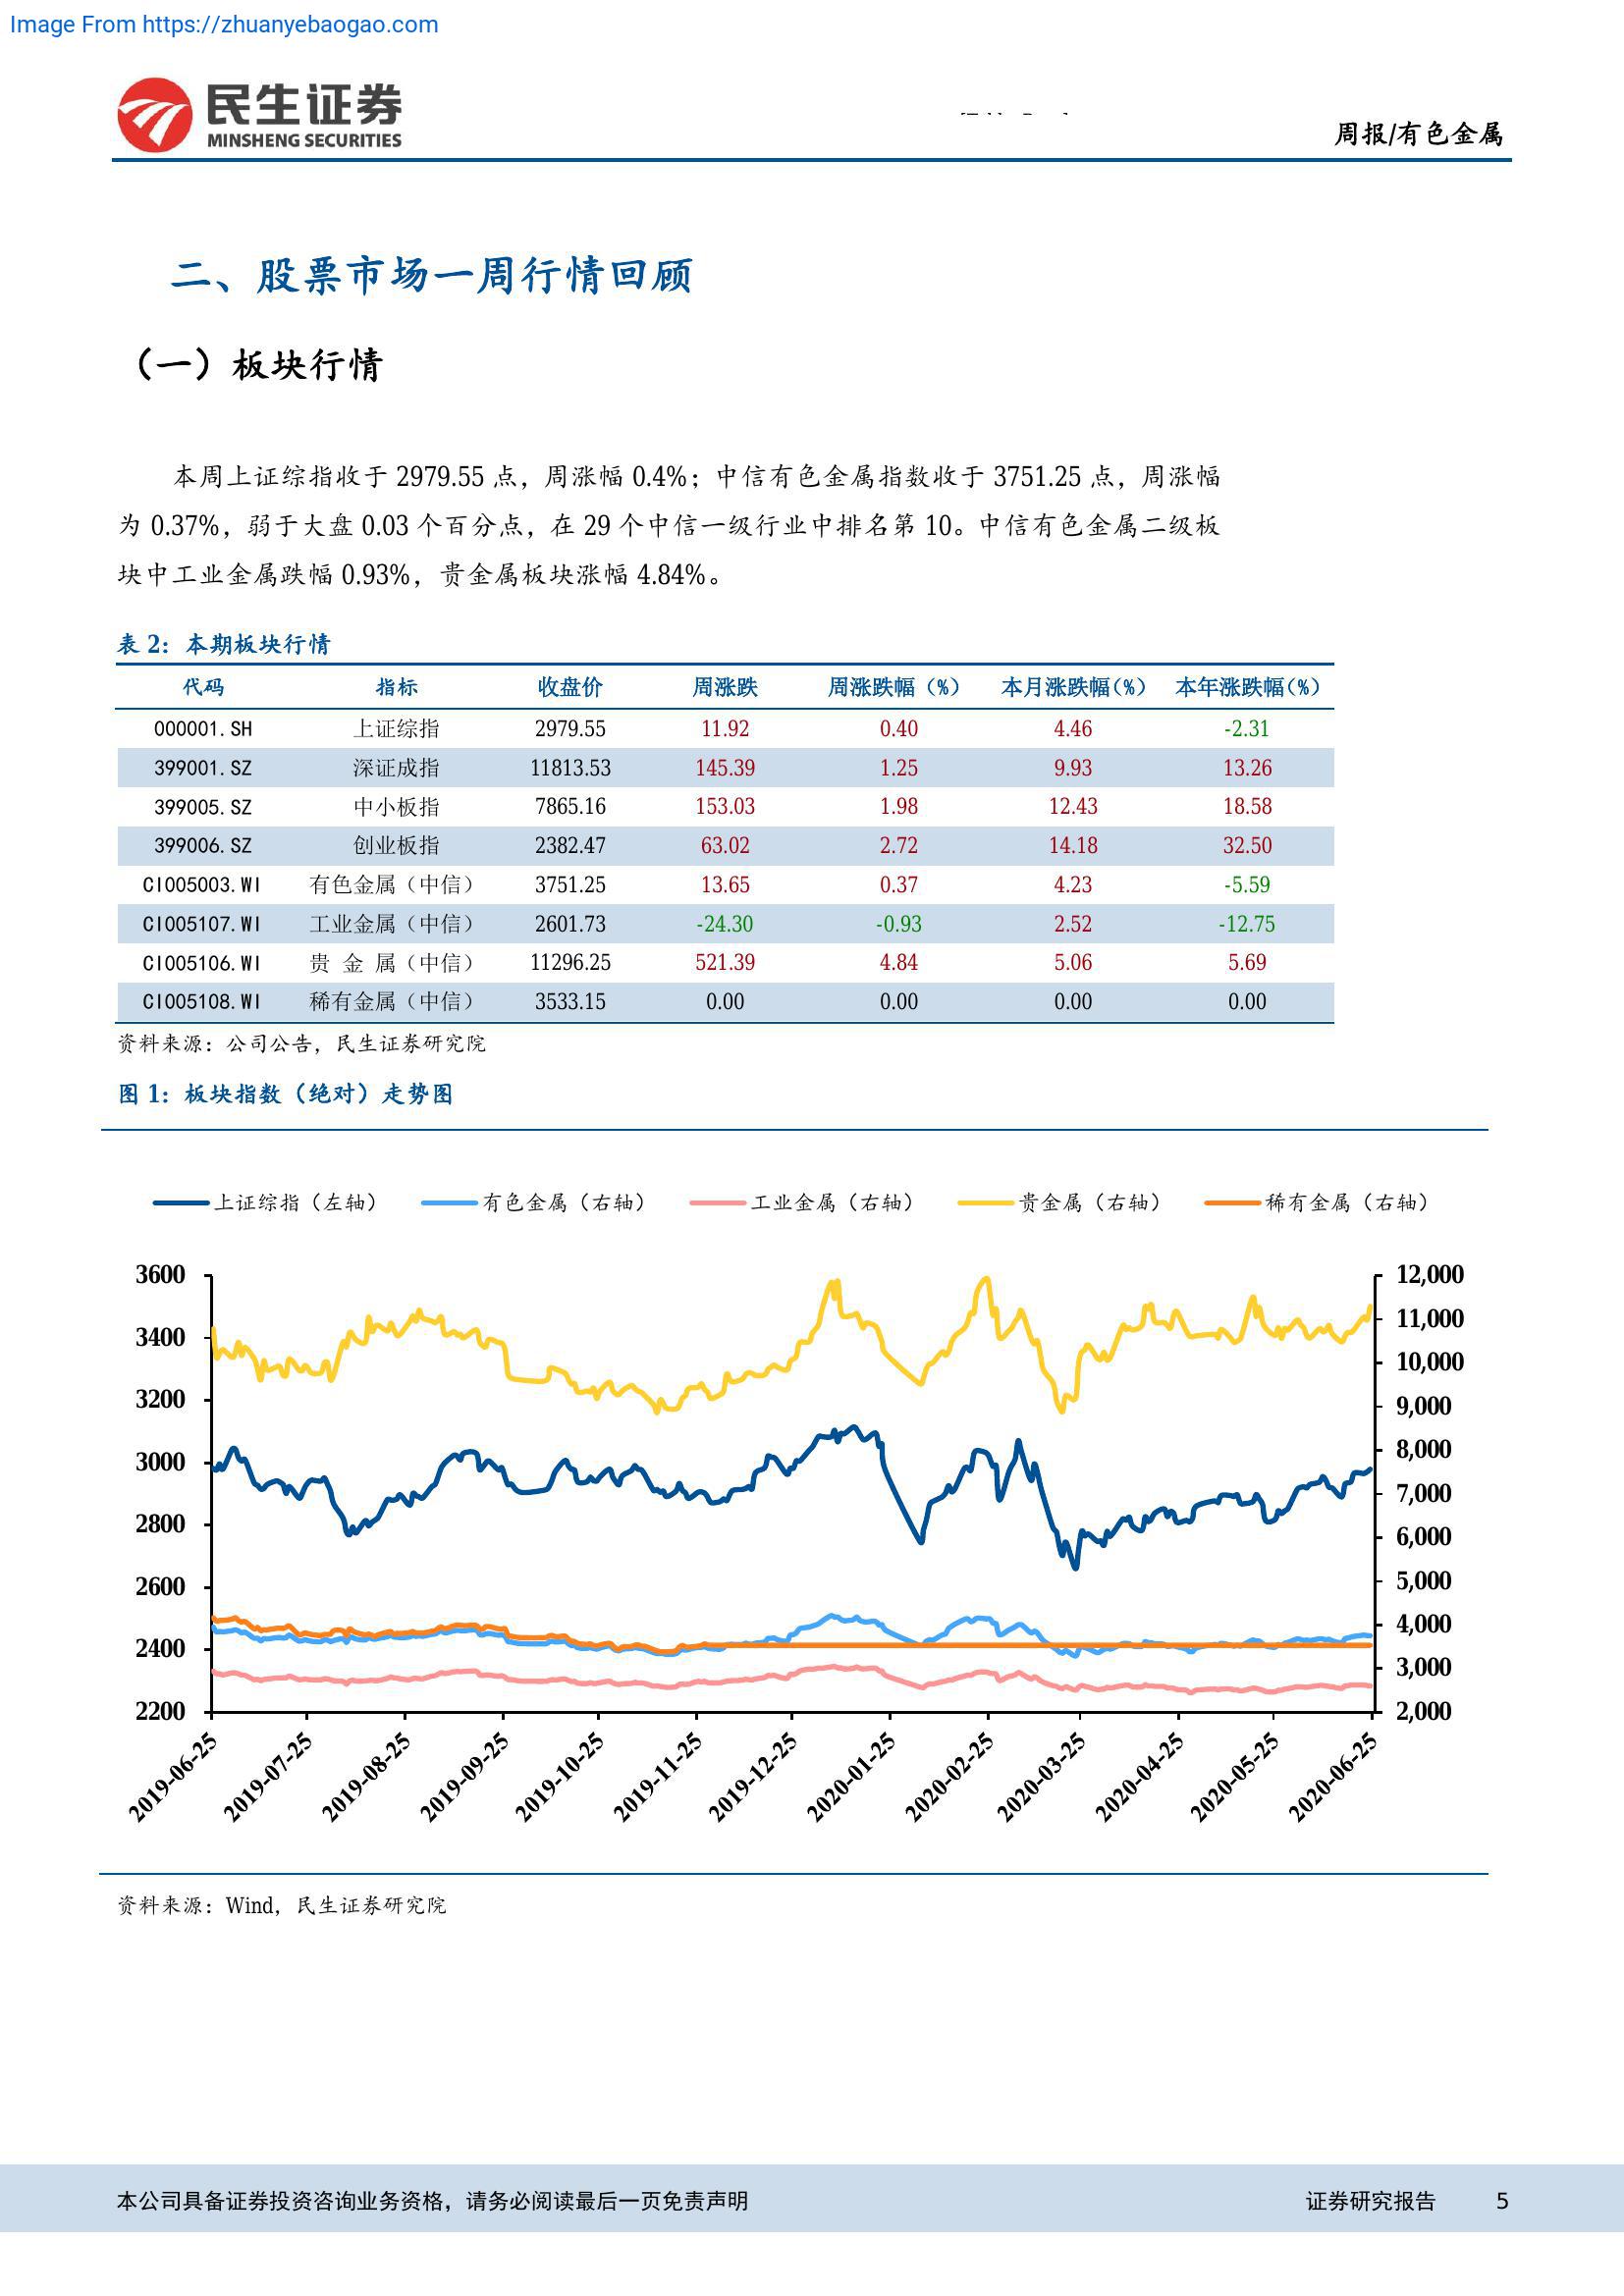 Image From https://zhuanyebaogao.com
民生证券
MINSHENG SECURITIES
周报/有色金属
二、股票市场一周行情回顾
（一）板块行情
本周上证综指收于 2979.55 点，周涨幅 0.4%；中信有色金属指数收于 3751.25 点，周涨幅
为 0.37%，弱于大盘 0.03 个百分点，在 29 个中信一级行业中排名第 10。中信有色金属二级板
块中工业金属跌幅 0.93%，贵金属板块涨幅 4.84%。
表 2：本期板块行情
代码 指标 收盘价 周涨跌 周涨跌幅（%） 本月涨跌幅(%) 本年涨跌幅(%)
000001.SH 上证综指 2979.55 11.92 0.40 4.46 -2.31
399001.SZ 深证成指 11813.53 145.39 1.25 9.93 13.26
399005.SZ 中小板指 7865.16 153.03 1.98 12.43 18.58
399006.SZ 创业板指 2382.47 63.02 2.72 14.18 32.50
CI005003.WI 有色金属（中信） 3751.25 13.65 0.37 4.23 -5.59
CI005107.WI 工业金属（中信） 2601.73 -24.30 -0.93 2.52 -12.75
CI005106.WI 贵 金 属（中信） 11296.25 521.39 4.84 5.06 5.69
CI005108.WI 稀有金属（中信） 3533.15 0.00 0.00 0.00 0.00
资料来源：公司公告，民生证券研究院
图 1：板块指数（绝对）走势图
上证综指（左轴） 有色金属（右轴） 工业金属（右轴） 贵金属（右轴） 稀有金属（右轴）
3600 12,000
11,000
3400
10,000
3200
9,000
3000 8,000
7,000
2800
6,000
2600 5,000
4,000
2400
3,000
2200 2,000
2019-06-25 2019-07-25 2019-08-25 2019-09-25 2019-10-25 2019-11-25 2019-12-25 2020-01-25 2020-02-25 2020-03-25 2020-04-25 2020-05-25 2020-06-25
资料来源：Wind，民生证券研究院
本公司具备证券投资咨询业务资格，请务必阅读最后一页免责声明 证券研究报告 5